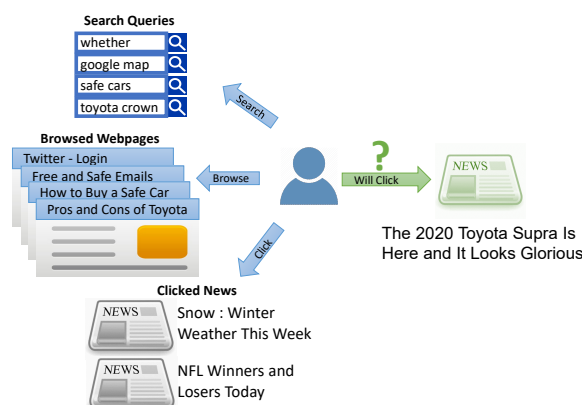 Search Queries
whether
google map
safe cars
toyota crown
Search
Browsed Webpages
Twitter - Login
Free and Safe Emails
How to Buy a Safe Car
Pros and Cons of Toyota
Browse
?
Will Click
NEWS
The 2020 Toyota Supra Is
Here and It Looks Glorious
Click
Clicked News
NEWS
Snow : Winter
Weather This Week
NEWS
NFL Winners and
Losers Today